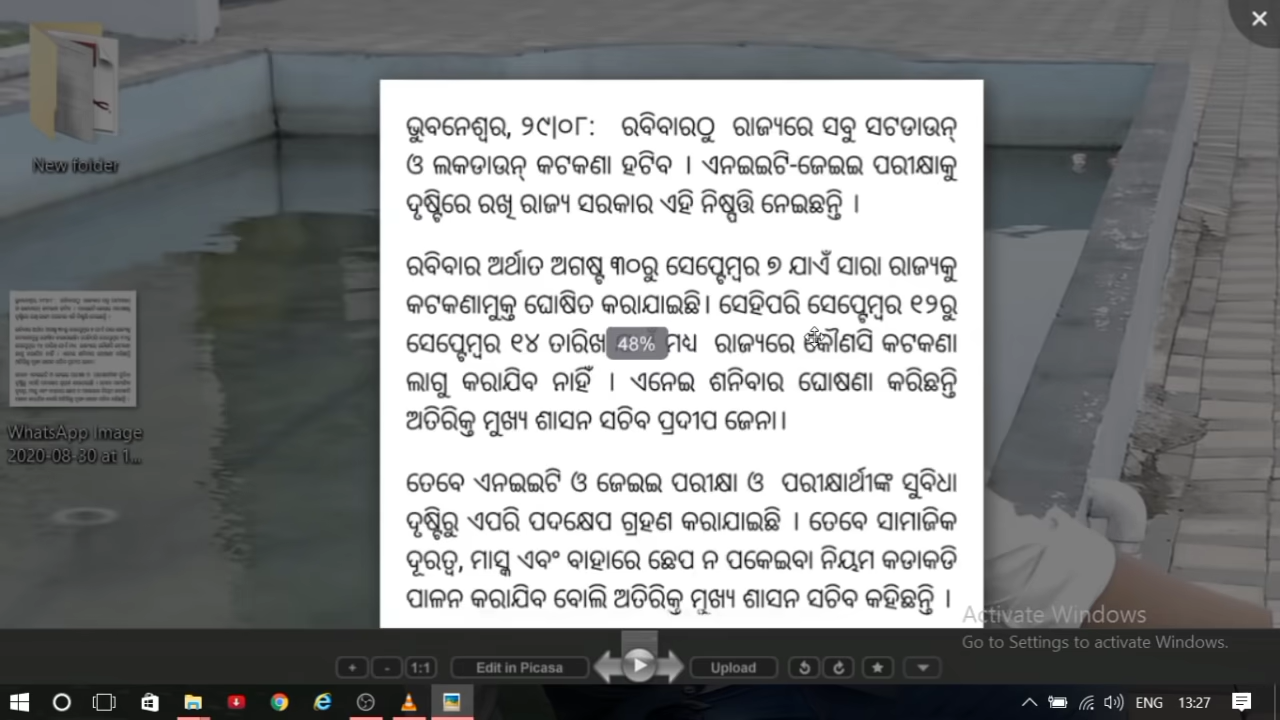 New folder
WhatsApp Image
2020-08-30 at 1...
ଭୁବନେଶ୍ୱର, ୨୯|୦୮: ରବିବାରଠୁ ରାଜ୍ୟରେ ସବୁ ସଟଡାଉନ୍
ଓ ଲକଡାଉନ୍ କଟକଣା ହଟିବ । ଏନଇଇଟି-ଜେଇଇ ପରୀକ୍ଷାକୁ
ଦୃଷ୍ଟିରେ ରଖି ରାଜ୍ୟ ସରକାର ଏହି ନିଷ୍ପତ୍ତି ନେଇଛନ୍ତି ।
ରବିବାର ଅର୍ଥାତ ଅଗଷ୍ଟ ୩୦ରୁ ସେପ୍ଟେମ୍ବର ୭ ଯାଏଁ ସାରା ରାଜ୍ୟକୁ
କଟକଣାମୁକ୍ତ ଘୋଷିତ କରାଯାଇଛି। ସେହିପରି ସେପ୍ଟେମ୍ବର ୧୨ରୁ
ସେପ୍ଟେମ୍ବର ୧୪ ତାରିଖ 48% ମଧ୍ୟ ରାଜ୍ୟରେ କୌଣସି କଟକଣା
ଲାଗୁ କରାଯିବ ନାହିଁ । ଏନେଇ ଶନିବାର ଘୋଷଣା କରିଛନ୍ତି
ଅତିରିକ୍ତ ମୁଖ୍ୟ ଶାସନ ସଚିବ ପ୍ରଦୀପ ଜେନା।
ତେବେ ଏନଇଇଟି ଓ ଜେଇଇ ପରୀକ୍ଷା ଓ ପରୀକ୍ଷାର୍ଥୀଙ୍କ ସୁବିଧା
ଦୃଷ୍ଟିରୁ ଏପରି ପଦକ୍ଷେପ ଗ୍ରହଣ କରାଯାଇଛି । ତେବେ ସାମାଜିକ
ଦୂରତ୍ୱ, ମାସ୍କ ଏବଂ ବାହାରେ ଛେପ ନ ପକେଇବା ନିୟମ କଡାକଡି
ପାଳନ କରାଯିବ ବୋଲି ଅତିରିକ୍ତ ମୁଖ୍ୟ ଶାସନ ସଚିବ କହିଛନ୍ତି ।
Activate Windows
Go to Settings to activate Windows.
+ - 1:1 Edit in Picasa Upload
ENG 13:27